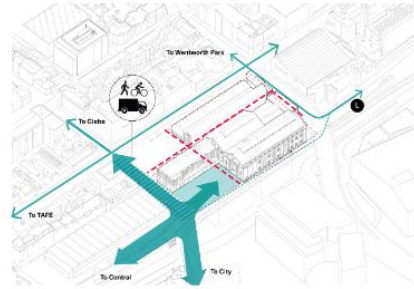 To Wentworth Park
L
To Glebe
To TAFE
To Central
To City